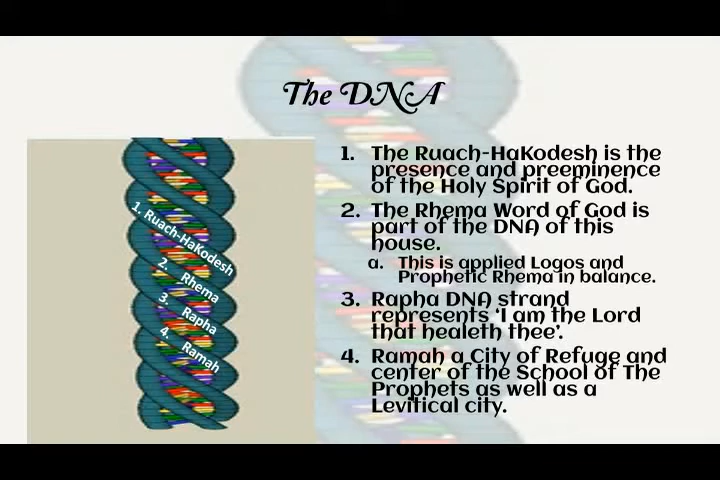 The DNA
1. Ruach-HaKodesh
2. Rhema
3. Rapha
4. Ramah
1. The Ruach-HaKodesh is the
presence and preeminence
of the Holy Spirit of God.
2. The Rhema Word of God is
part of the DNA of this
house.
a. This is applied Logos and
Prophetic Rhema in balance.
3. Rapha DNA strand
represents ‘I am the Lord
that healeth thee’.
4. Ramah a City of Refuge and
center of the School of The
Prophets as well as a
Levitical city.